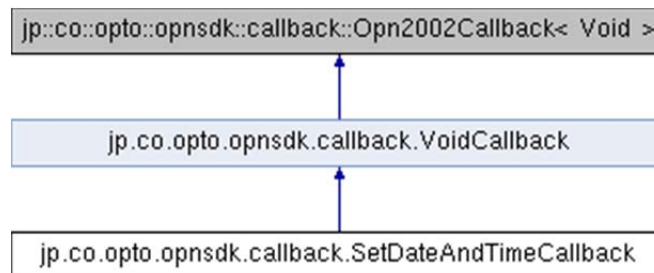 jp::co::opto::opnsdk::callback::Opn2002Callback< Void >
jp.co.opto.opnsdk.callback.VoidCallback
jp.co.opto.opnsdk.callback.SetDateAndTimeCallback